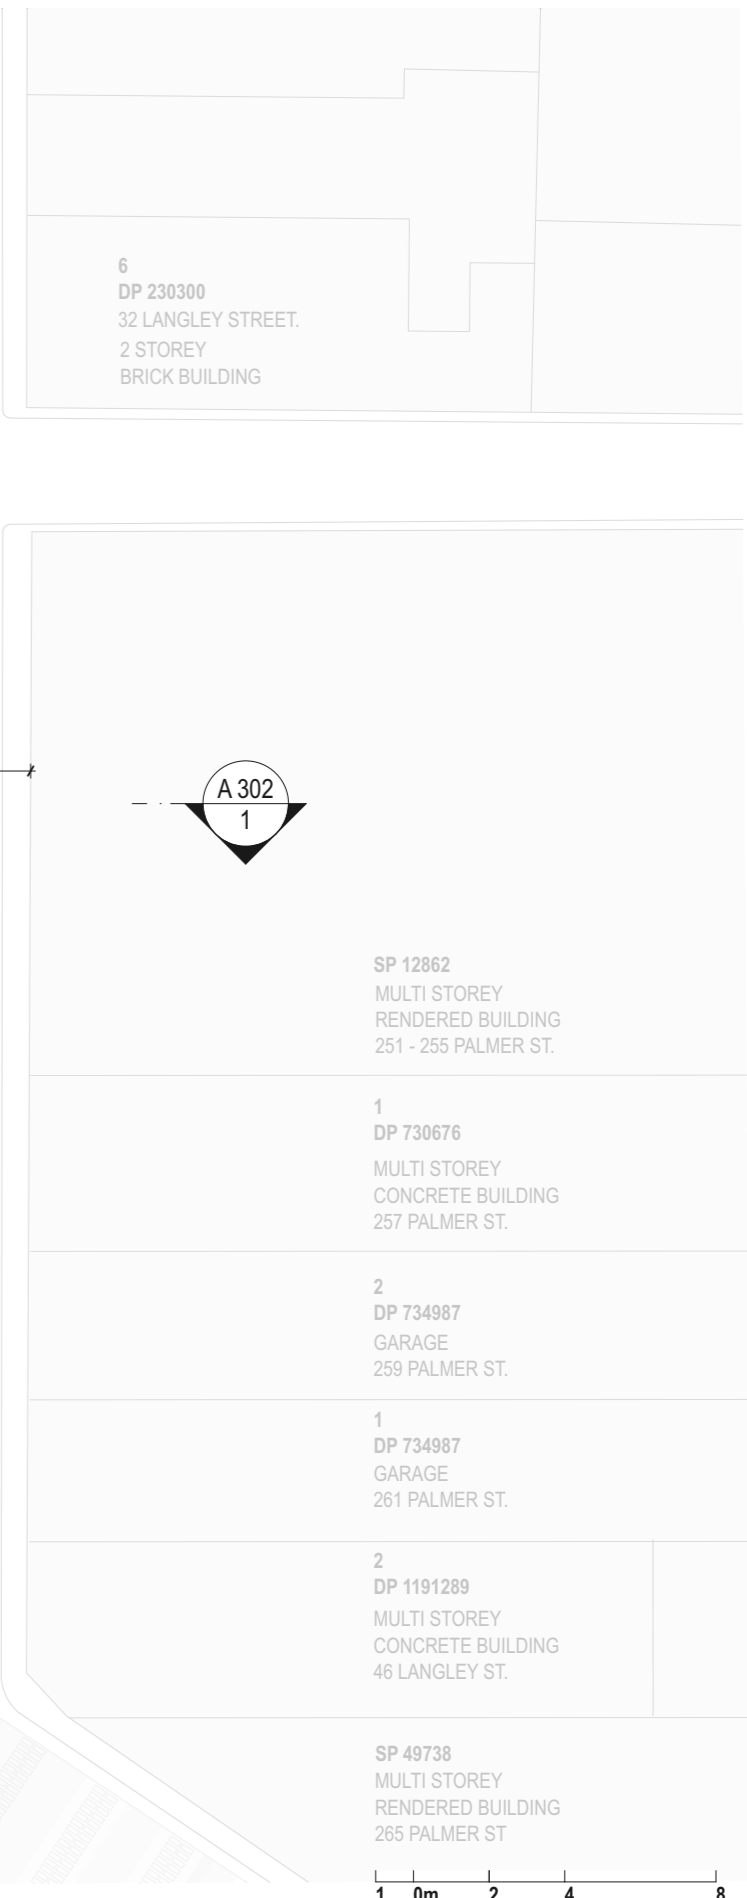 6
DP 230300
32 LANGLEY STREET.
2 STOREY
BRICK BUILDING
A 302
1
SP 12862
MULTI STOREY
RENDERED BUILDING
251 - 255 PALMER ST.
1
DP 730676
MULTI STOREY
CONCRETE BUILDING
257 PALMER ST.
2
DP 734987
GARAGE
259 PALMER ST.
1
DP 734987
GARAGE
261 PALMER ST.
2
DP 1191289
MULTI STOREY
CONCRETE BUILDING
46 LANGLEY ST.
SP 49738
MULTI STOREY
RENDERED BUILDING
265 PALMER ST
1 0m 2 4 8